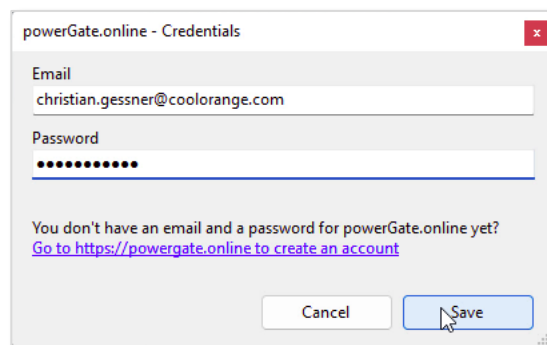 powerGate.online - Credentials
x
Email
christian.gessner@coolorange.com
Password
●●●●●●●●●●●
You don't have an email and a password for powerGate.online yet?
Go to https://powergate.online to create an account
Cancel
Save